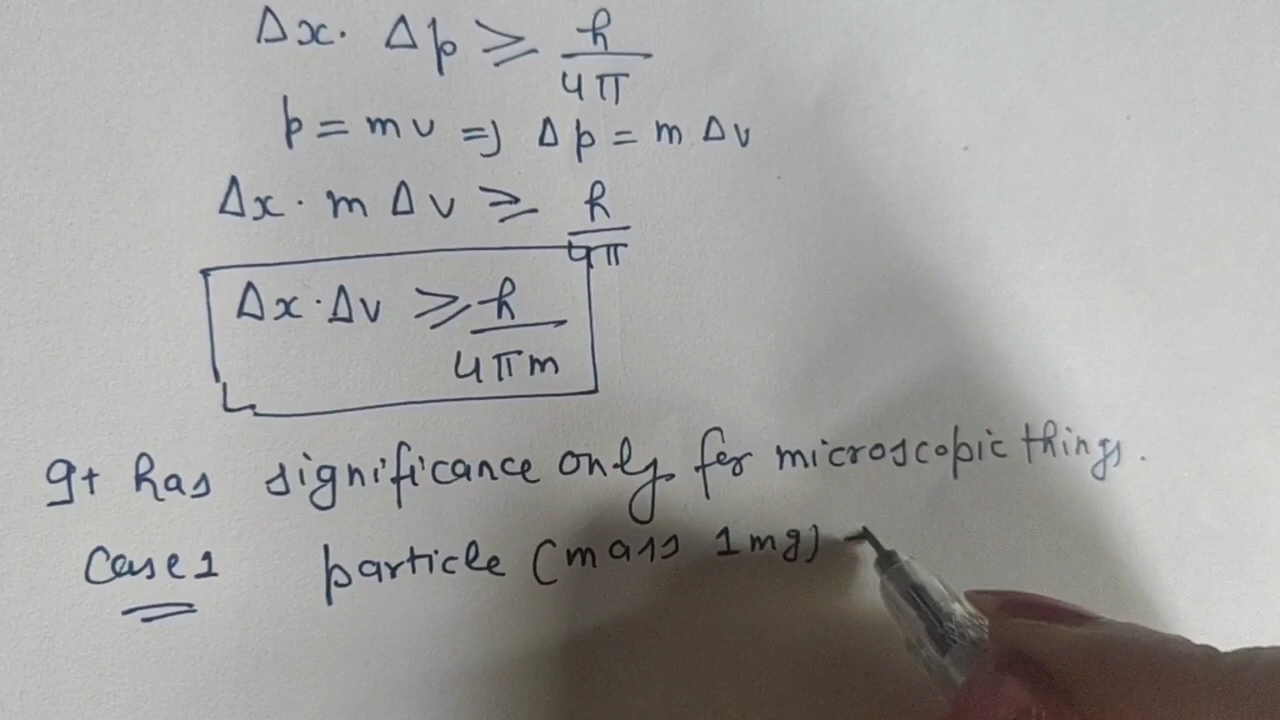 Δx. Δp ≥ h/4π
p = mv => Δp = m Δv
Δx . m Δv ≥ h/4π
Δx . Δv ≥ h/4πm
It has significance only for microscopic things.
Case 1 particle (mass 1mg) -